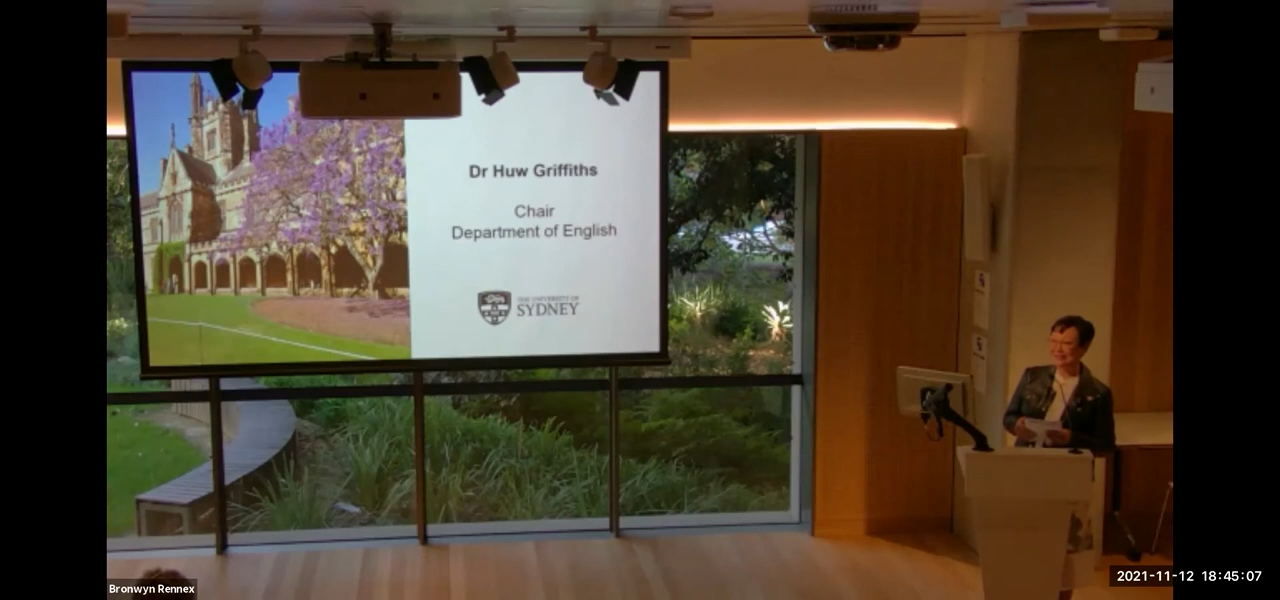 Dr Huw Griffiths
Chair
Department of English
THE UNIVERSITY OF
SYDNEY
Bronwyn Rennex
2021-11-12 18:45:07